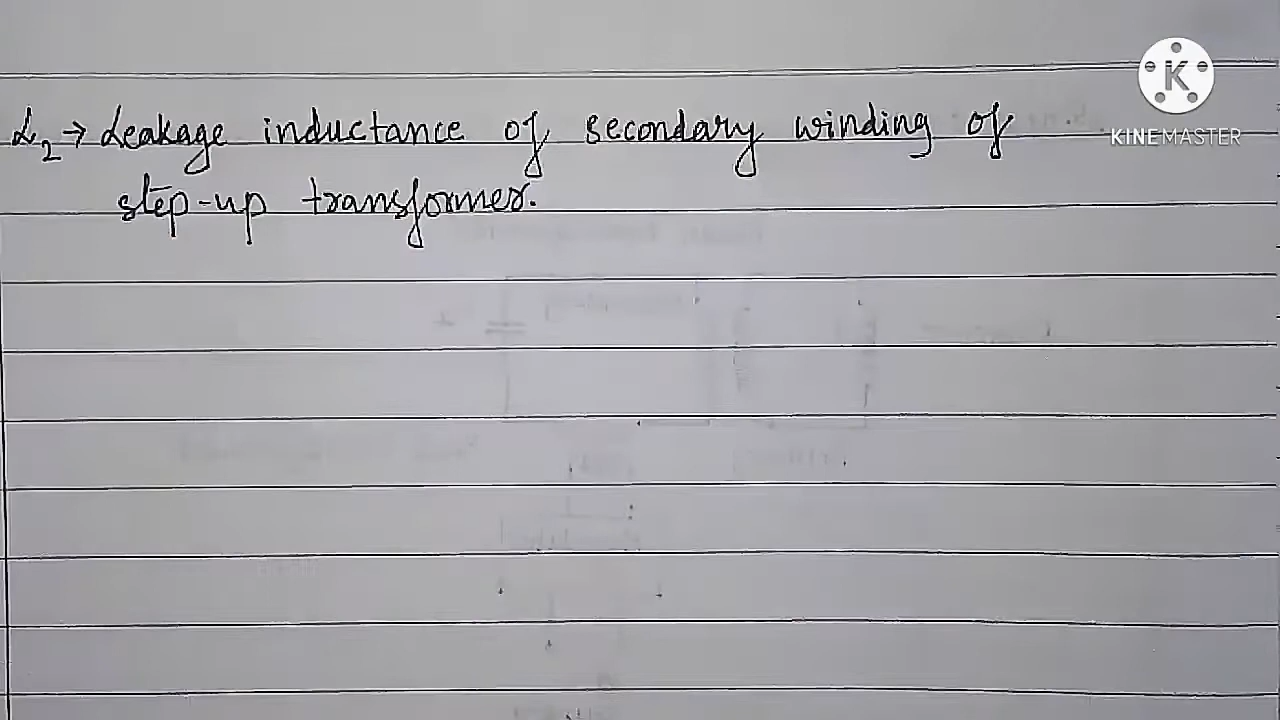 L₂ → Leakage inductance of secondary winding of
step-up transformer.
K
KINEMASTER